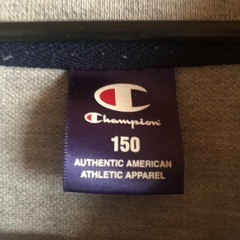 Champion
150
AUTHENTIC AMERICAN
ATHLETIC APPAREL